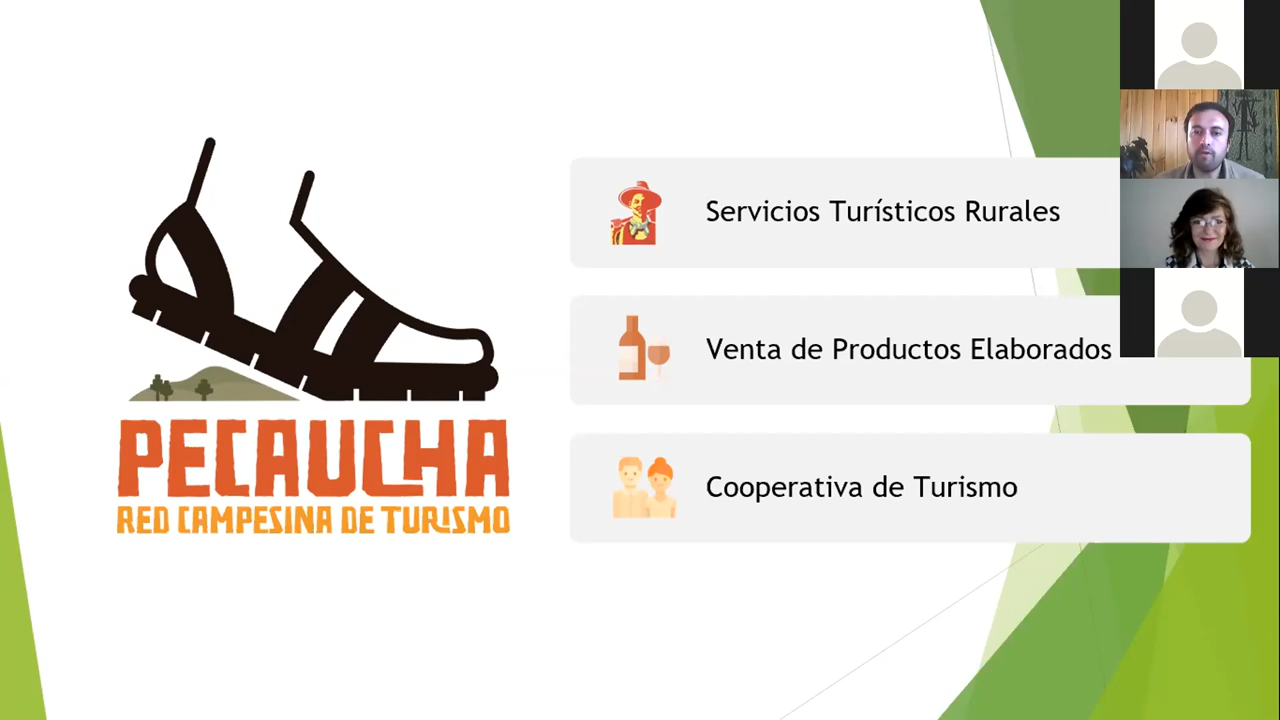 PECAUCHA
RED CAMPESINA DE TURISMO
Servicios Turísticos Rurales
Venta de Productos Elaborados
Cooperativa de Turismo